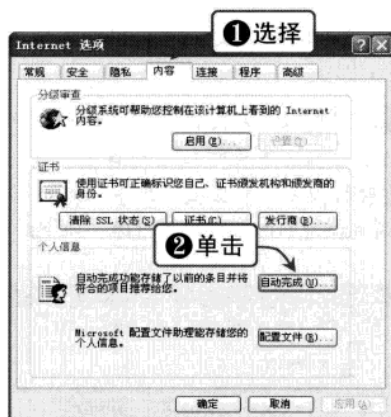 ❶选择
Internet 选项
常规 安全 隐私 内容 连接 程序 高级
分级审查
分级系统可帮助您控制在该计算机上看到的 Internet
内容。
启用(E)...
证书
使用证书可正确标识您自己、证书颁发机构和颁发商的
身份。
清除 SSL 状态(S) 证书(C)... 发行商(B)...
❷单击
个人信息
自动完成功能存储了以前的条目并将
符合的项目推荐给您。
自动完成(U)...
Microsoft 配置文件助理能存储您的
个人信息。
配置文件(R)...
确定 取消 应用(A)